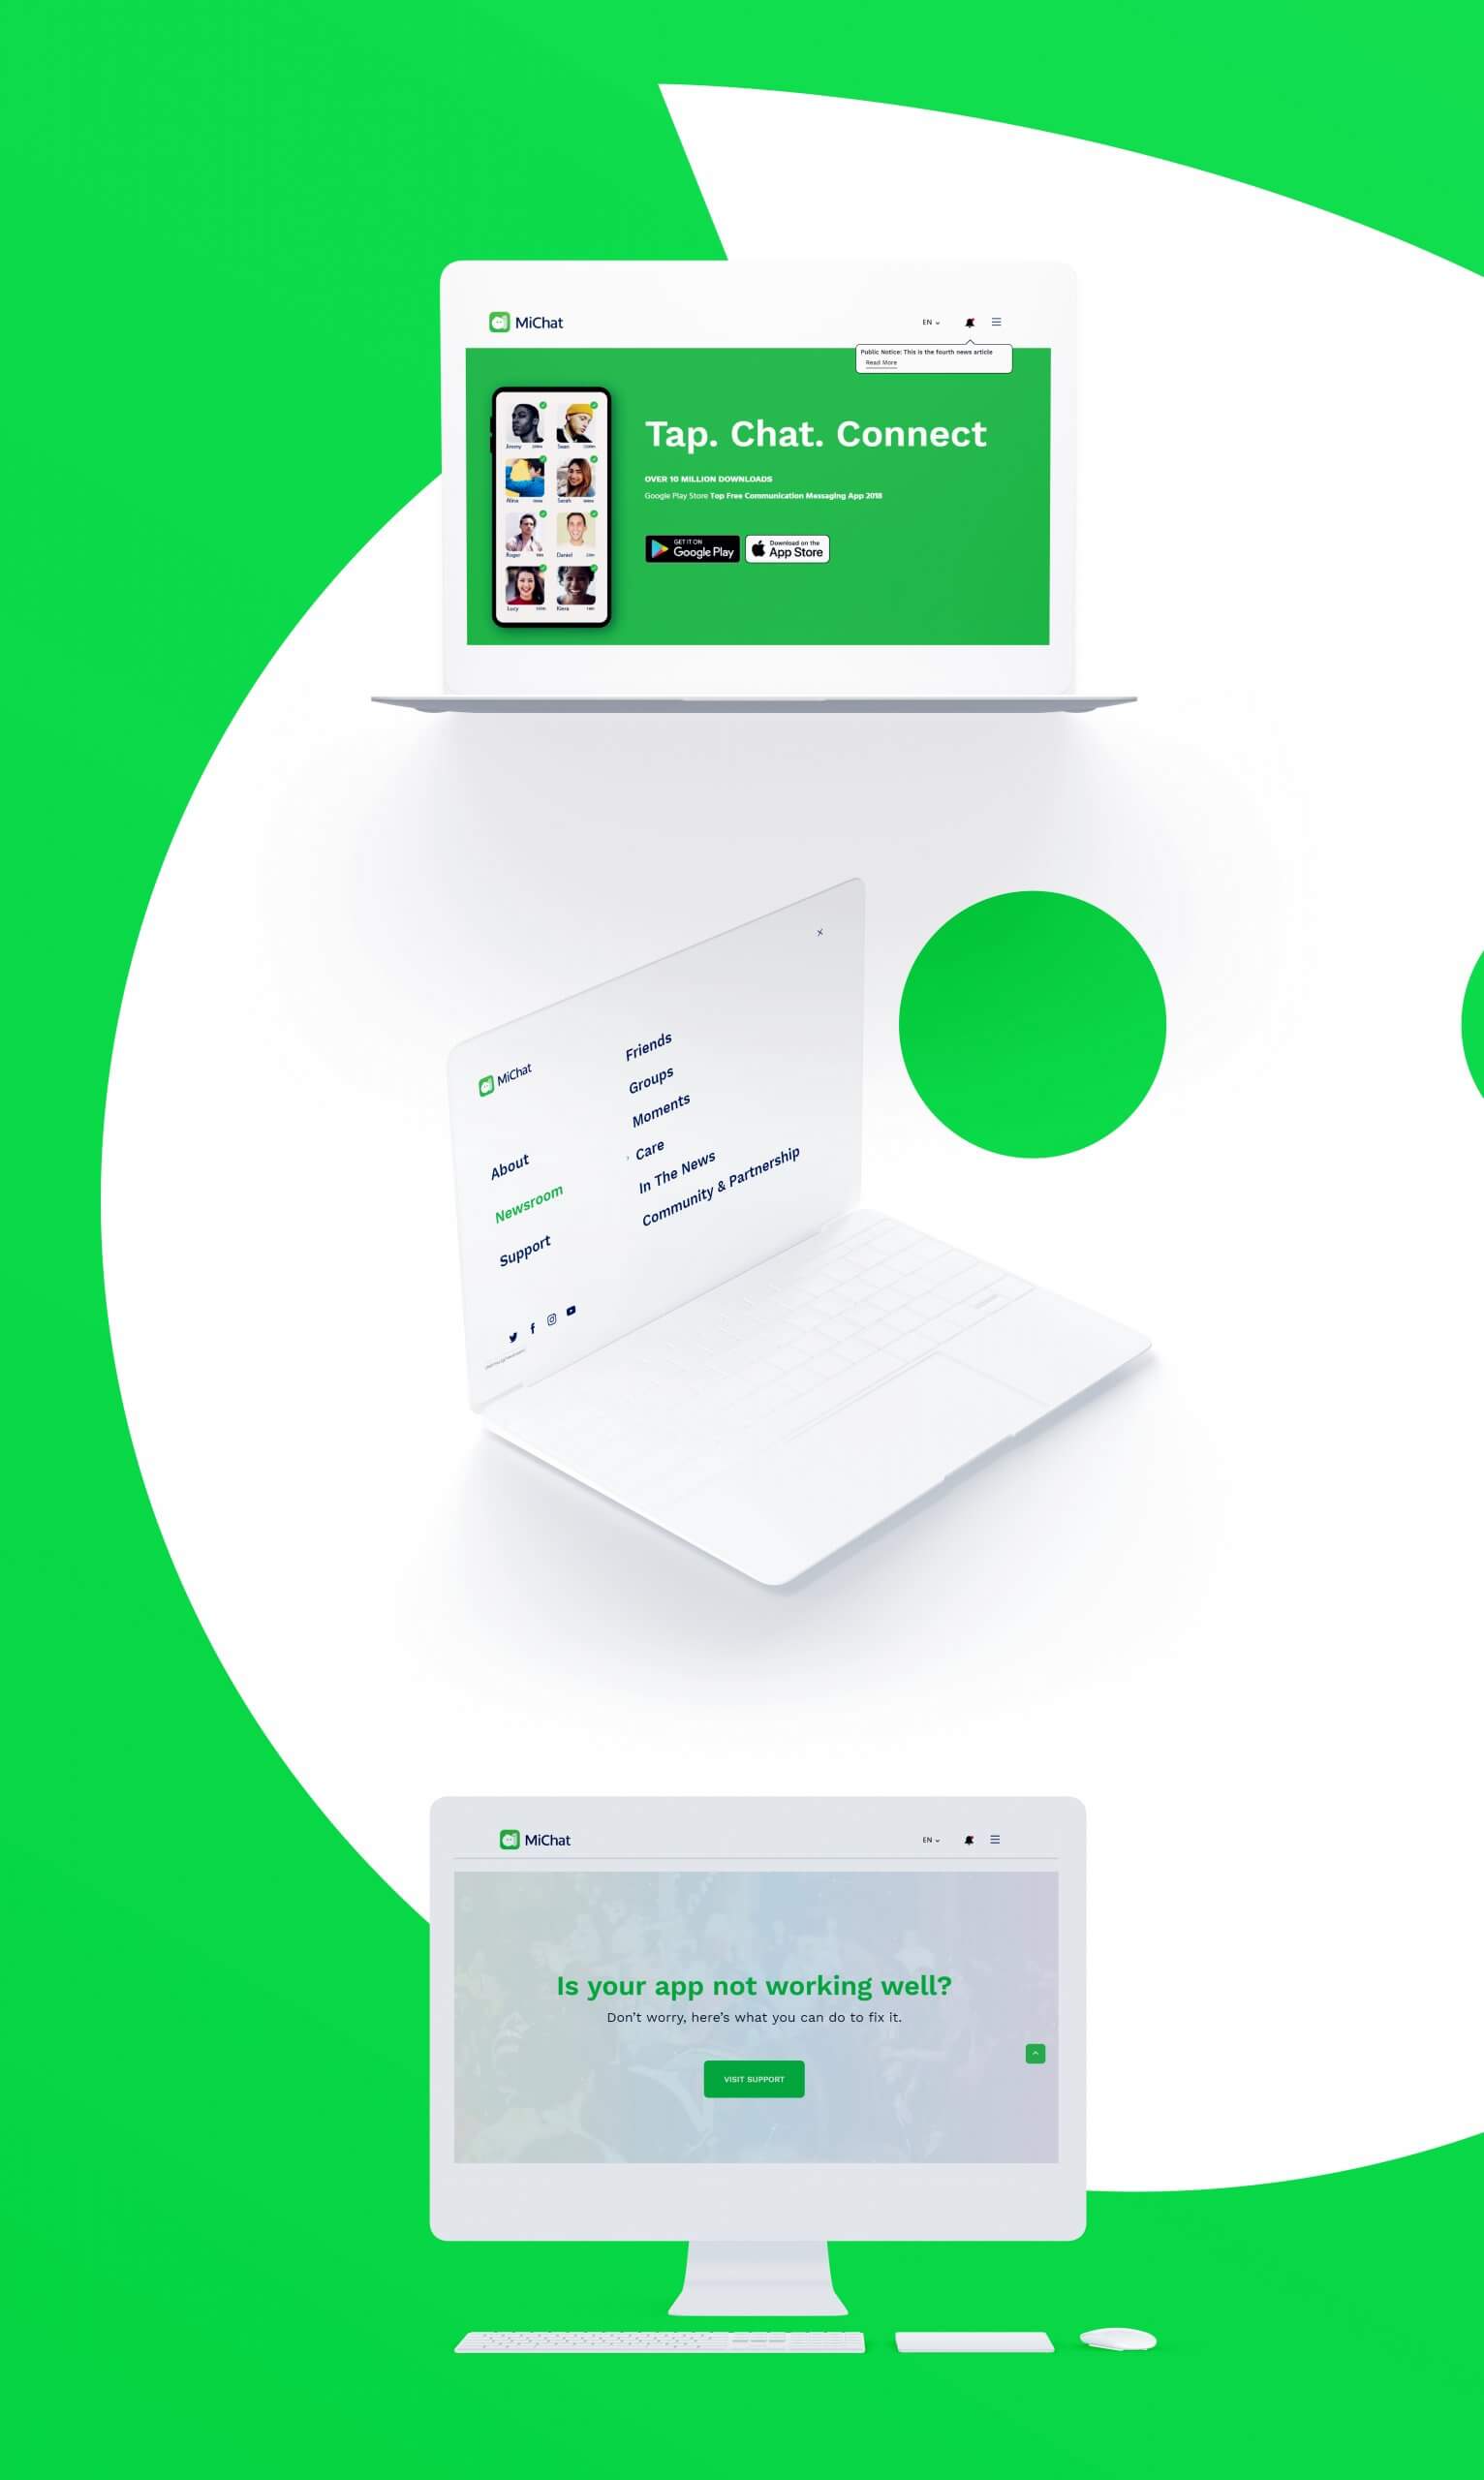 MiChat
EN
Public Notice: This is the fourth news article
Read More
Tap. Chat. Connect
OVER 10 MILLION DOWNLOADS
Google Play Store Top Free Communication Messaging App 2018
GET IT ON
Google Play
Download on the
App Store
Jimmy
Sean
Alina
Sarah
Roger
Daniel
Lucy
Kiera
MiChat
About
Newsroom
Support
Friends
Groups
Moments
Care
In The News
Community & Partnership
MiChat
EN
Is your app not working well?
Don't worry, here's what you can do to fix it.
VISIT SUPPORT